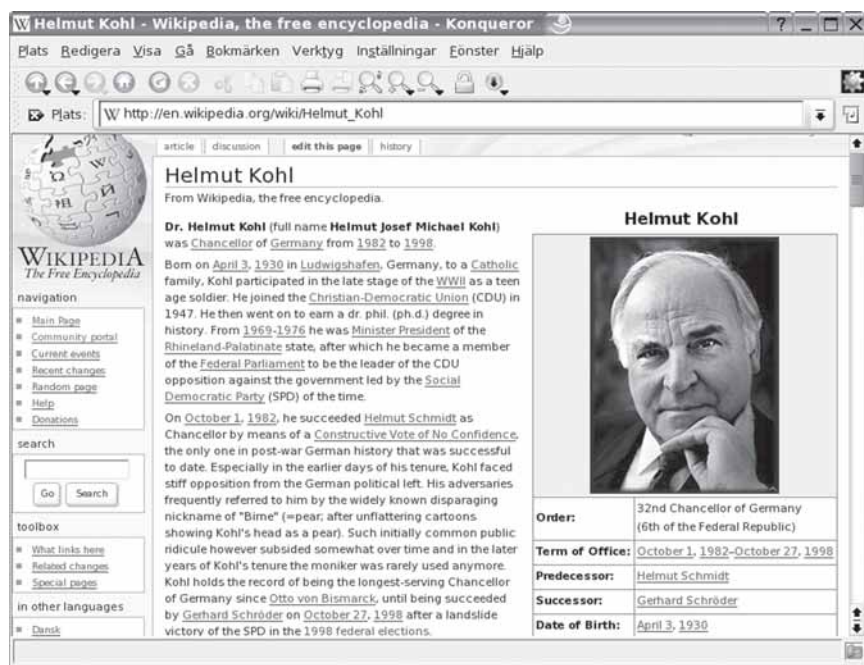 Helmut Kohl - Wikipedia, the free encyclopedia - Konqueror
Plats Redigera Visa Gå Bokmärken Verktyg Inställningar Fönster Hjälp
Plats: W http://en.wikipedia.org/wiki/Helmut_Kohl
article discussion edit this page history
WIKIPEDIA
The Free Encyclopedia
navigation
Main Page
Community portal
Current events
Recent changes
Random page
Help
Donations
search
Go Search
toolbox
What links here
Related changes
Special pages
in other languages
Dansk
Helmut Kohl
From Wikipedia, the free encyclopedia.
Dr. Helmut Kohl (full name Helmut Josef Michael Kohl)
was Chancellor of Germany from 1982 to 1998.
Born on April 3, 1930 in Ludwigshafen, Germany, to a Catholic
family, Kohl participated in the late stage of the WWII as a teen
age soldier. He joined the Christian-Democratic Union (CDU) in
1947. He then went on to earn a dr. phil. (ph.d.) degree in
history. From 1969-1976 he was Minister President of the
Rhineland-Palatinate state, after which he became a member
of the Federal Parliament to be the leader of the CDU
opposition against the government led by the Social
Democratic Party (SPD) of the time.
On October 1, 1982, he succeeded Helmut Schmidt as
Chancellor by means of a Constructive Vote of No Confidence,
the only one in post-war German history that was successful
to date. Especially in the earlier days of his tenure, Kohl faced
stiff opposition from the German political left. His adversaries
frequently referred to him by the widely known disparaging
nickname of "Birne" (=pear; after unflattering cartoons
showing Kohl's head as a pear). Such initially common public
ridicule however subsided somewhat over time and in the later
years of Kohl's tenure the moniker was rarely used anymore.
Kohl holds the record of being the longest-serving Chancellor
of Germany since Otto von Bismarck, until being succeeded
by Gerhard Schröder on October 27, 1998 after a landslide
victory of the SPD in the 1998 federal elections.
Helmut Kohl
Order: 32nd Chancellor of Germany
(6th of the Federal Republic)
Term of Office: October 1, 1982–October 27, 1998
Predecessor: Helmut Schmidt
Successor: Gerhard Schröder
Date of Birth: April 3, 1930